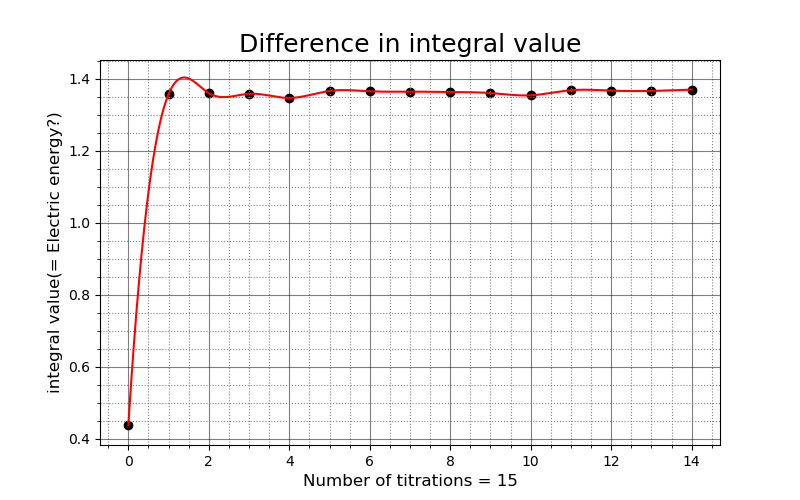 Difference in integral value
integral value(= Electric energy?)
1.4
1.2
1.0
0.8
0.6
0.4
0 2 4 6 8 10 12 14
Number of titrations = 15